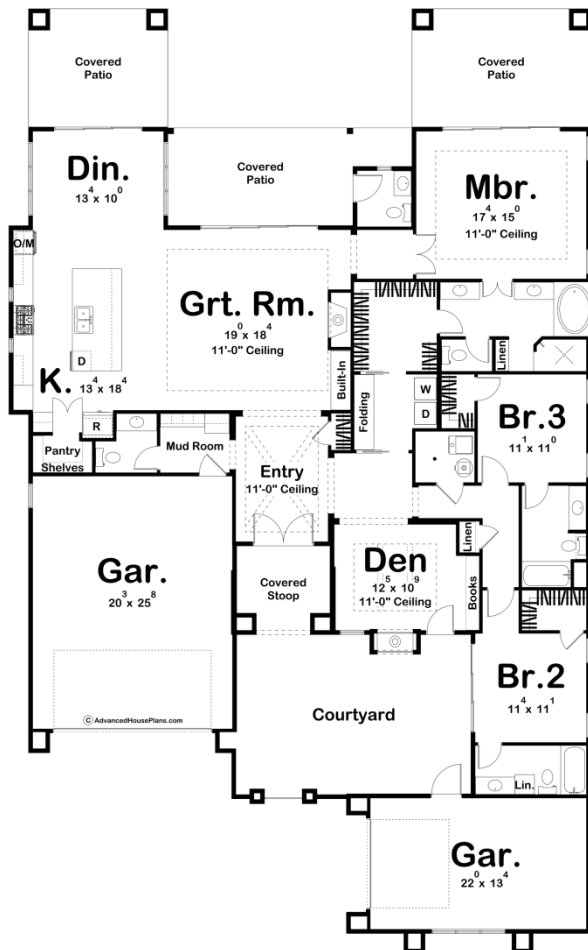 Covered
Patio
Covered
Patio
Din.
13⁴ x 10⁰
Covered
Patio
Mbr.
17⁴ x 15⁰
11'-0" Ceiling
O/M
Grt. Rm.
19⁰ x 18⁴
11'-0" Ceiling
D
K. 13⁴ x 18⁴
Linen
Built-In
Folding
W
D
Br.3
11¹ x 11⁰
R
Pantry
Shelves
Mud Room
Entry
11'-0" Ceiling
Linen
Den
12⁵ x 10⁹
11'-0" Ceiling
Books
Gar.
20³ x 25⁸
Covered
Stoop
Br.2
11⁴ x 11¹
© AdvancedHousePlans.com
Courtyard
Lin.
Gar.
22⁰ x 13⁴